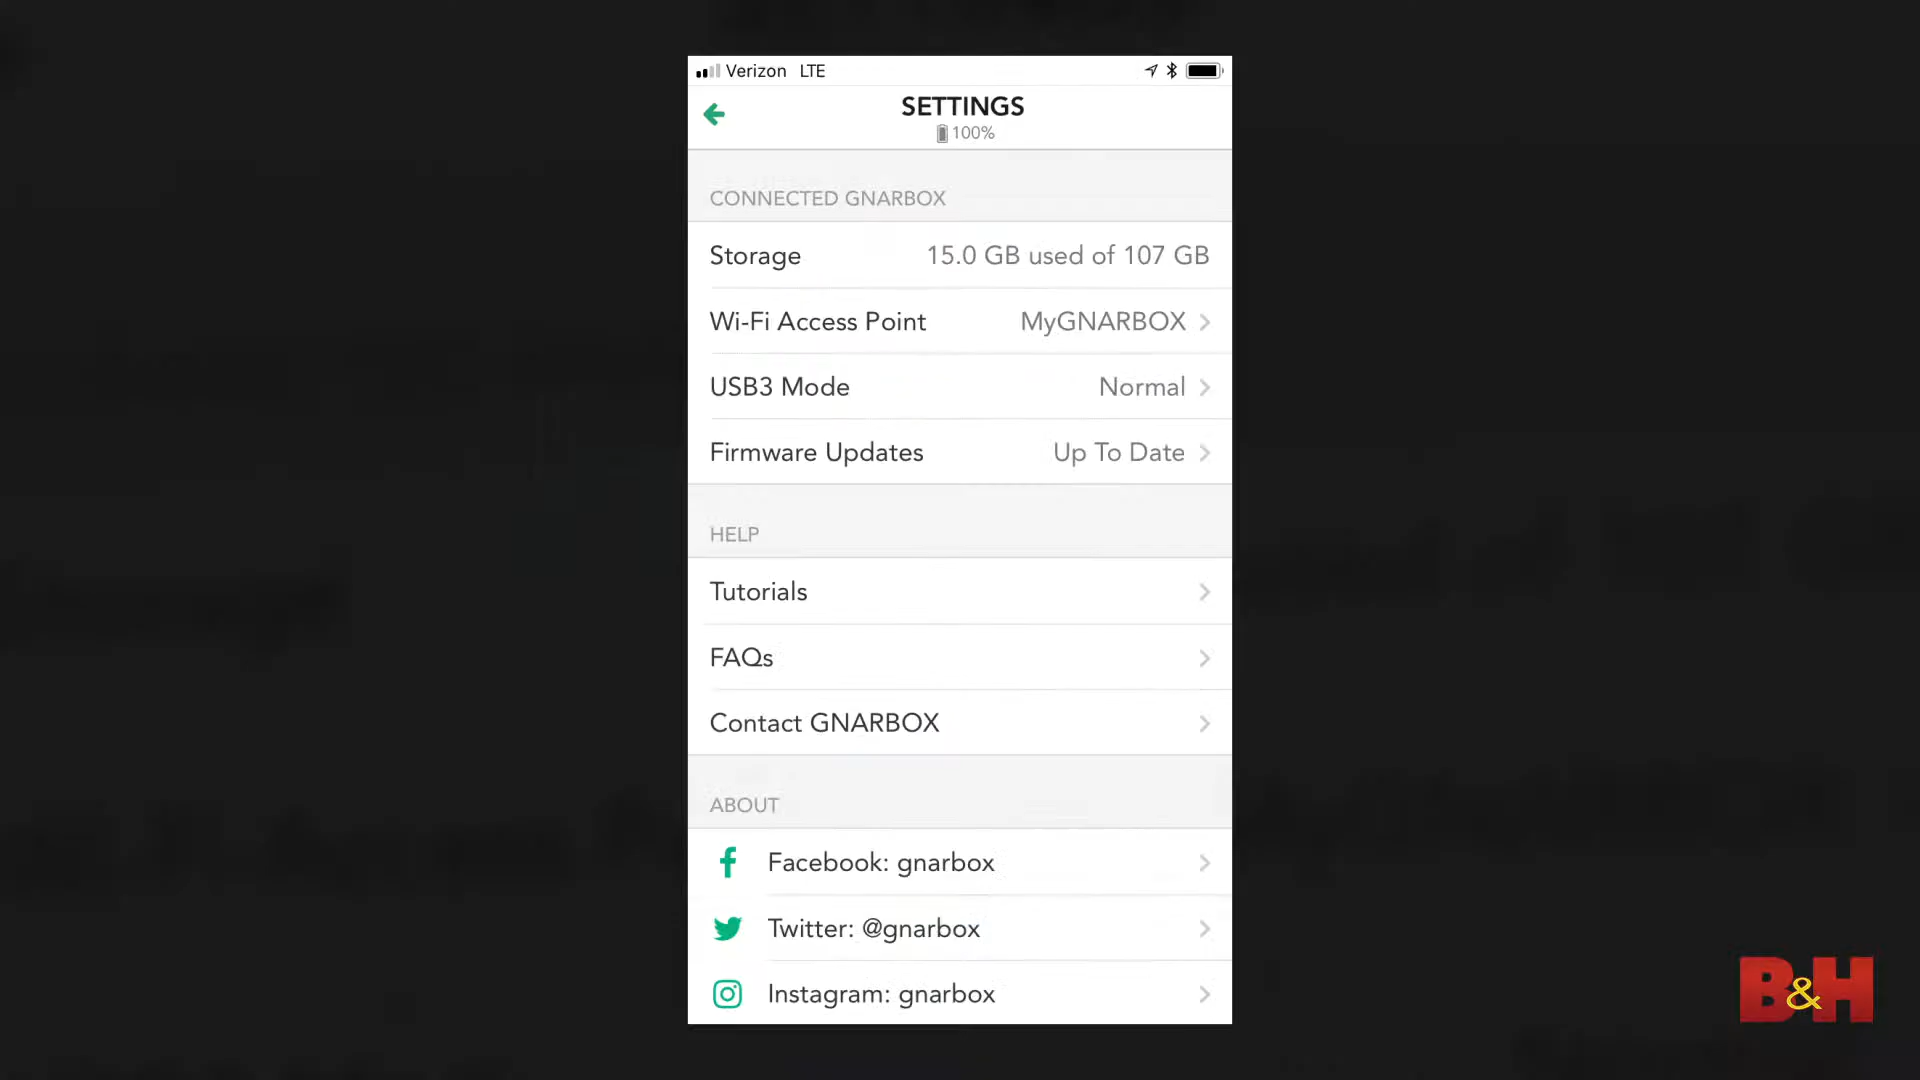 Verizon LTE
SETTINGS
100%
CONNECTED GNARBOX
Storage 15.0 GB used of 107 GB
Wi-Fi Access Point MyGNARBOX
USB3 Mode Normal
Firmware Updates Up To Date
HELP
Tutorials
FAQs
Contact GNARBOX
ABOUT
Facebook: gnarbox
Twitter: @gnarbox
Instagram: gnarbox
B&H